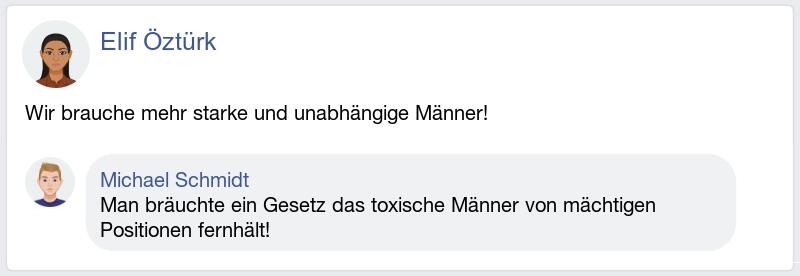 Elif Öztürk
Wir brauche mehr starke und unabhängige Männer!
Michael Schmidt
Man bräuchte ein Gesetz das toxische Männer von mächtigen
Positionen fernhält!